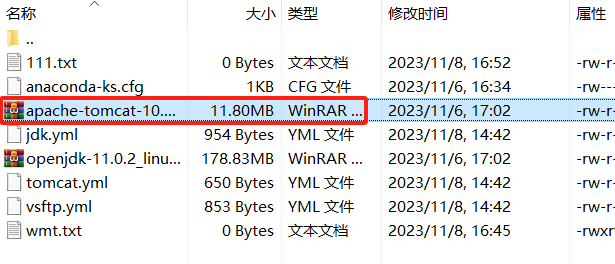 名称 大小 类型 修改时间 属性
..
111.txt 0 Bytes 文本文档 2023/11/8, 16:52 -rw-r-
anaconda-ks.cfg 1KB CFG 文件 2023/11/6, 16:34 -rw---
apache-tomcat-10.... 11.80MB WinRAR ... 2023/11/6, 17:02 -rw-r-
jdk.yml 954 Bytes YML 文件 2023/11/8, 14:42 -rw-r-
openjdk-11.0.2_linu... 178.83MB WinRAR ... 2023/11/6, 17:02 -rw-r-
tomcat.yml 650 Bytes YML 文件 2023/11/8, 14:42 -rw-r-
vsftp.yml 853 Bytes YML 文件 2023/11/8, 14:42 -rw-r-
wmt.txt 0 Bytes 文本文档 2023/11/8, 16:45 -rwxr